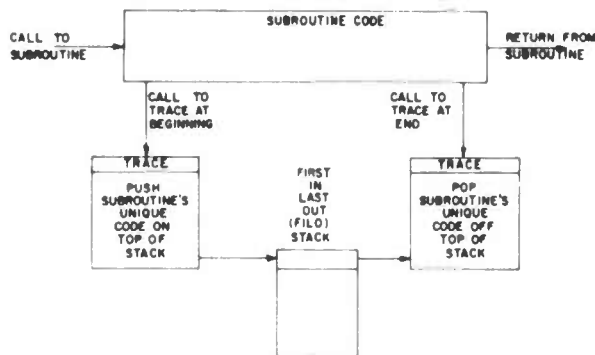 SUBROUTINE CODE
CALL TO
SUBROUTINE
RETURN FROM
SUBROUTINE
CALL TO
TRACE AT
BEGINNING
CALL TO
TRACE AT
END
TRACE
PUSH
SUBROUTINE'S
UNIQUE
CODE ON
TOP OF
STACK
FIRST
IN
LAST
OUT
(FILO)
STACK
TRACE
POP
SUBROUTINE'S
UNIQUE
CODE OFF
TOP OF
STACK